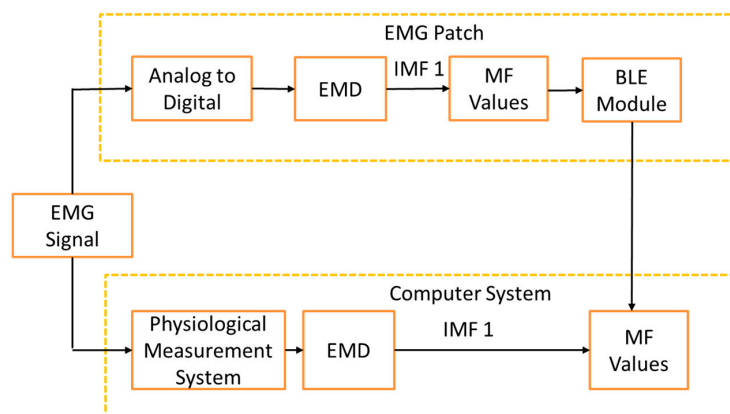 EMG Patch
Analog to
Digital
EMD
IMF 1
MF
Values
BLE
Module
EMG
Signal
Computer System
Physiological
Measurement
System
EMD
IMF 1
MF
Values